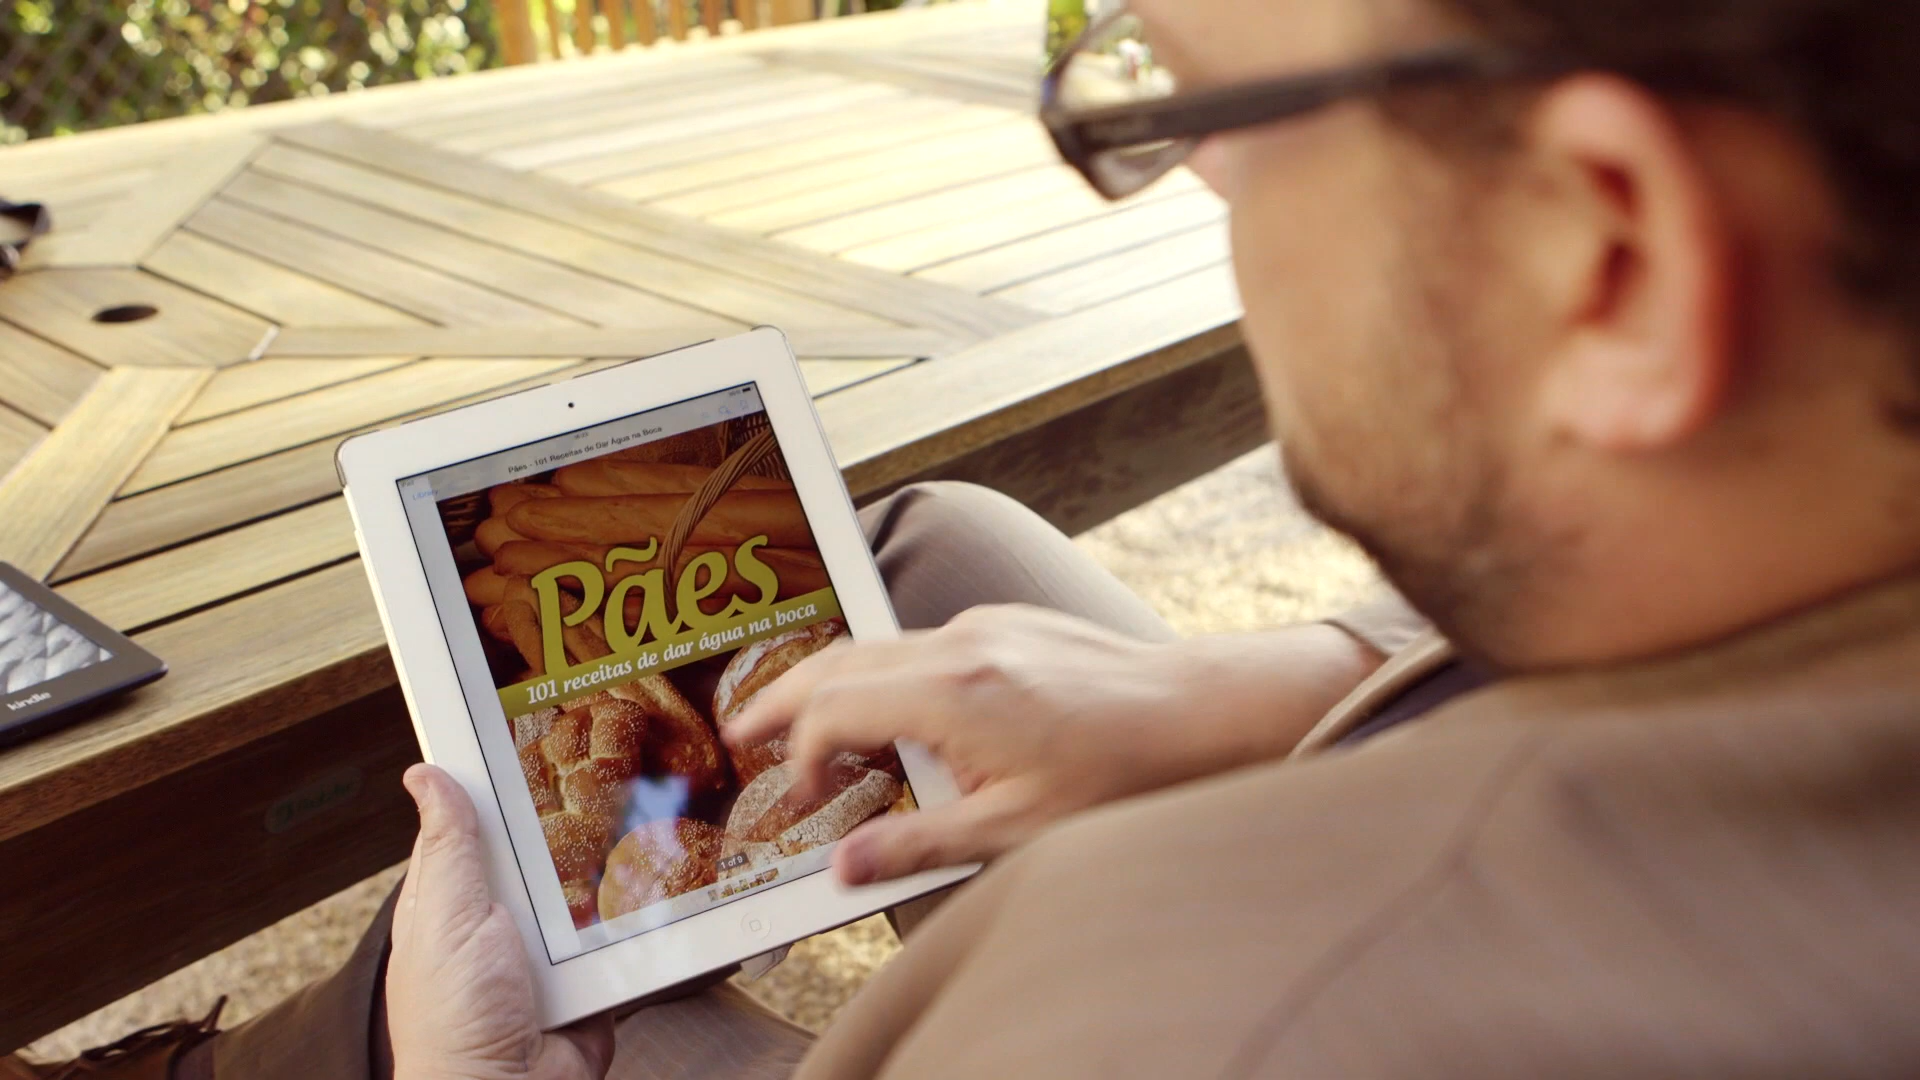 iPad
Pães - 101 Receitas de Dar Água na Boca
Library
Pães
101 receitas de dar água na boca
1 of 9
kindle